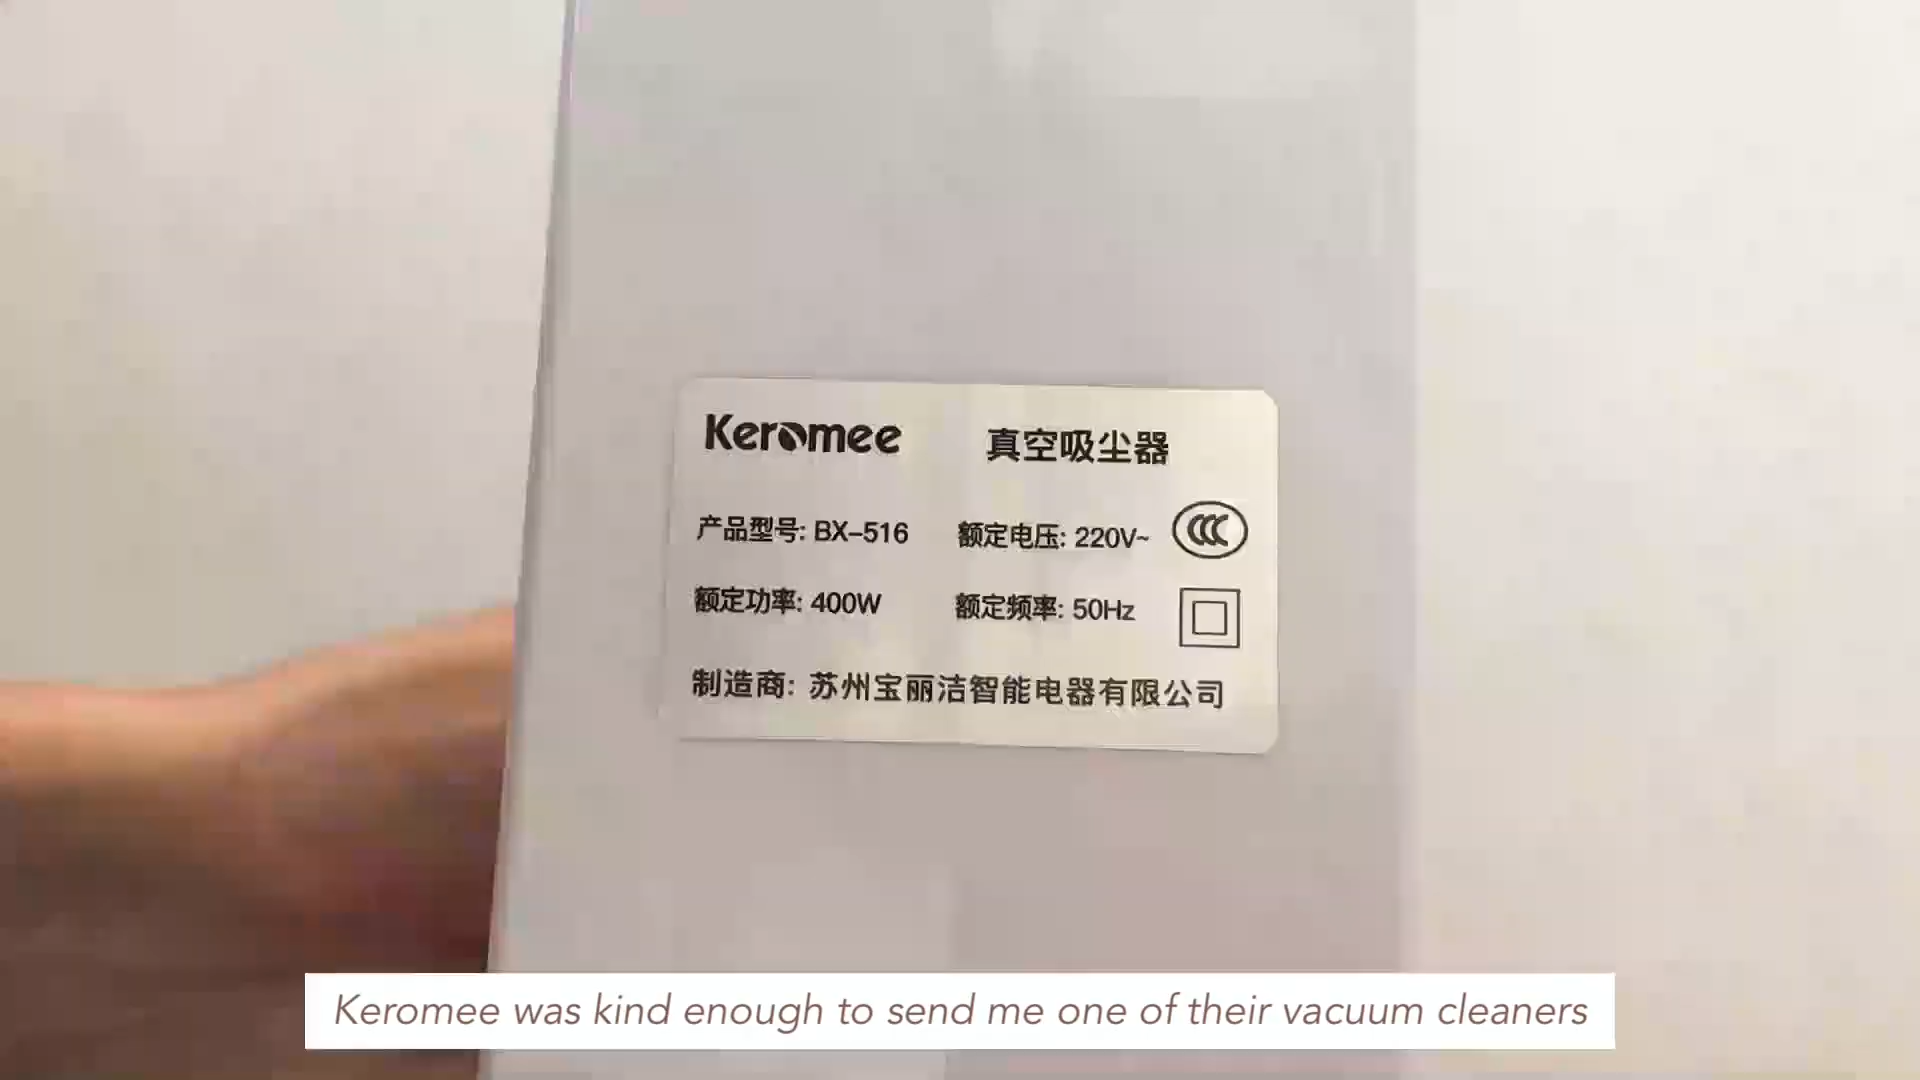 Keromee 真空吸尘器
产品型号: BX-516 额定电压: 220V~
额定功率: 400W 额定频率: 50Hz
制造商: 苏州宝丽洁智能电器有限公司
Keromee was kind enough to send me one of their vacuum cleaners